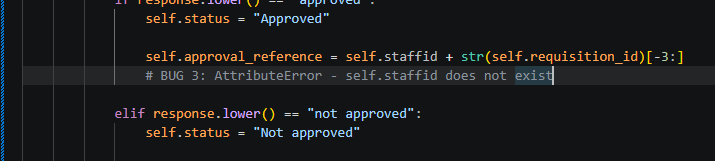 if response.lower() == "approved":
self.status = "Approved"
self.approval_reference = self.staffid + str(self.requisition_id)[-3:]
# BUG 3: AttributeError - self.staffid does not exist
elif response.lower() == "not approved":
self.status = "Not approved"